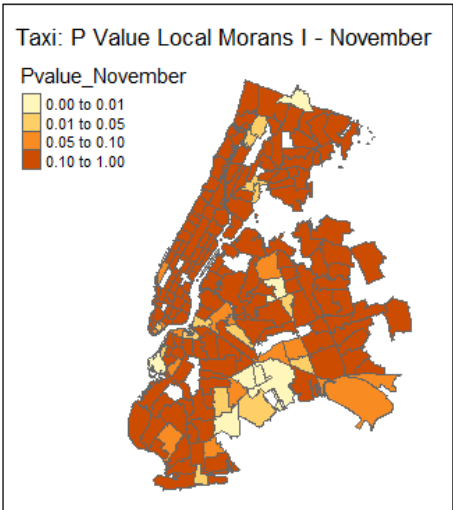 Taxi: P Value Local Morans I - November
Pvalue_November
0.00 to 0.01
0.01 to 0.05
0.05 to 0.10
0.10 to 1.00